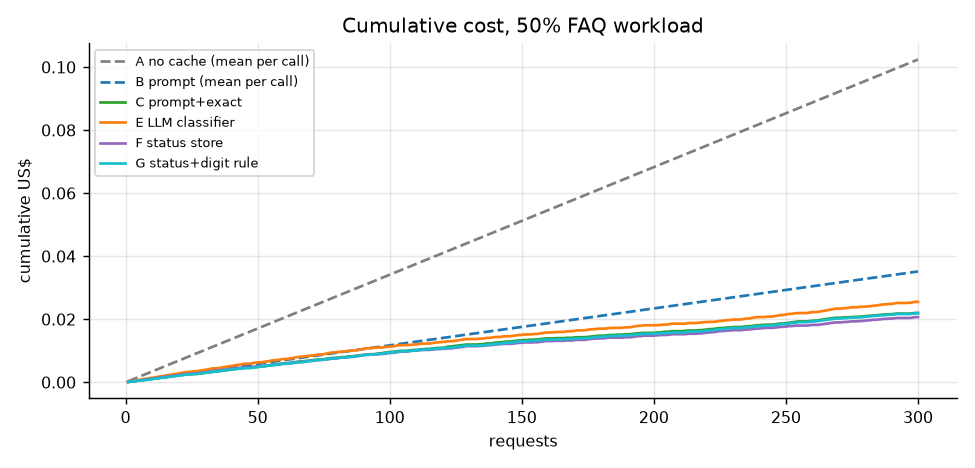 Cumulative cost, 50% FAQ workload
A no cache (mean per call)
B prompt (mean per call)
C prompt+exact
E LLM classifier
F status store
G status+digit rule
cumulative US$
0.10
0.08
0.06
0.04
0.02
0.00
0 50 100 150 200 250 300
requests